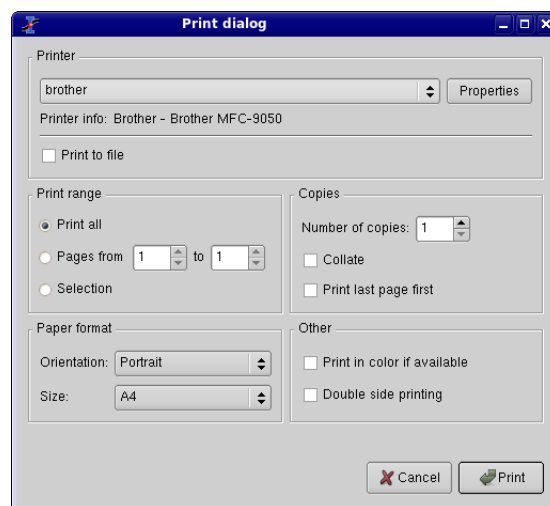 Print dialog
Printer
brother
Properties
Printer info: Brother - Brother MFC-9050
Print to file
Print range
Print all
Pages from 1 to 1
Selection
Copies
Number of copies: 1
Collate
Print last page first
Paper format
Orientation: Portrait
Size: A4
Other
Print in color if available
Double side printing
Cancel
Print